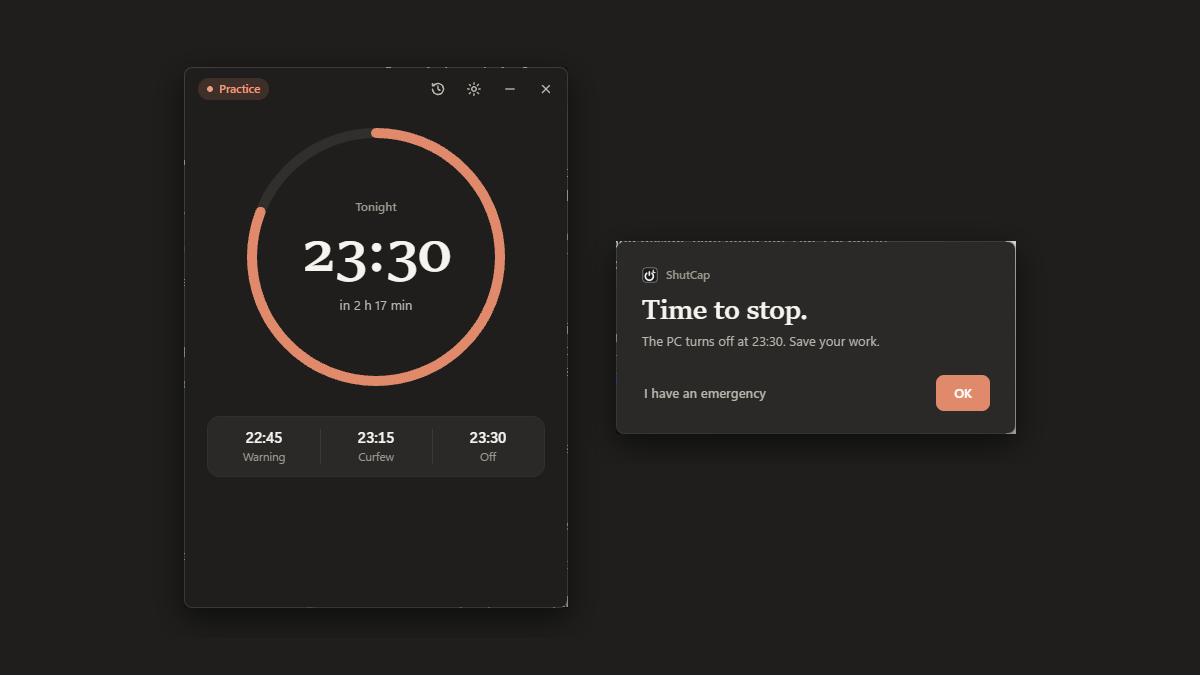 Practice
Tonight
23:30
in 2 h 17 min
22:45
Warning
23:15
Curfew
23:30
Off
ShutCap
Time to stop.
The PC turns off at 23:30. Save your work.
I have an emergency
OK